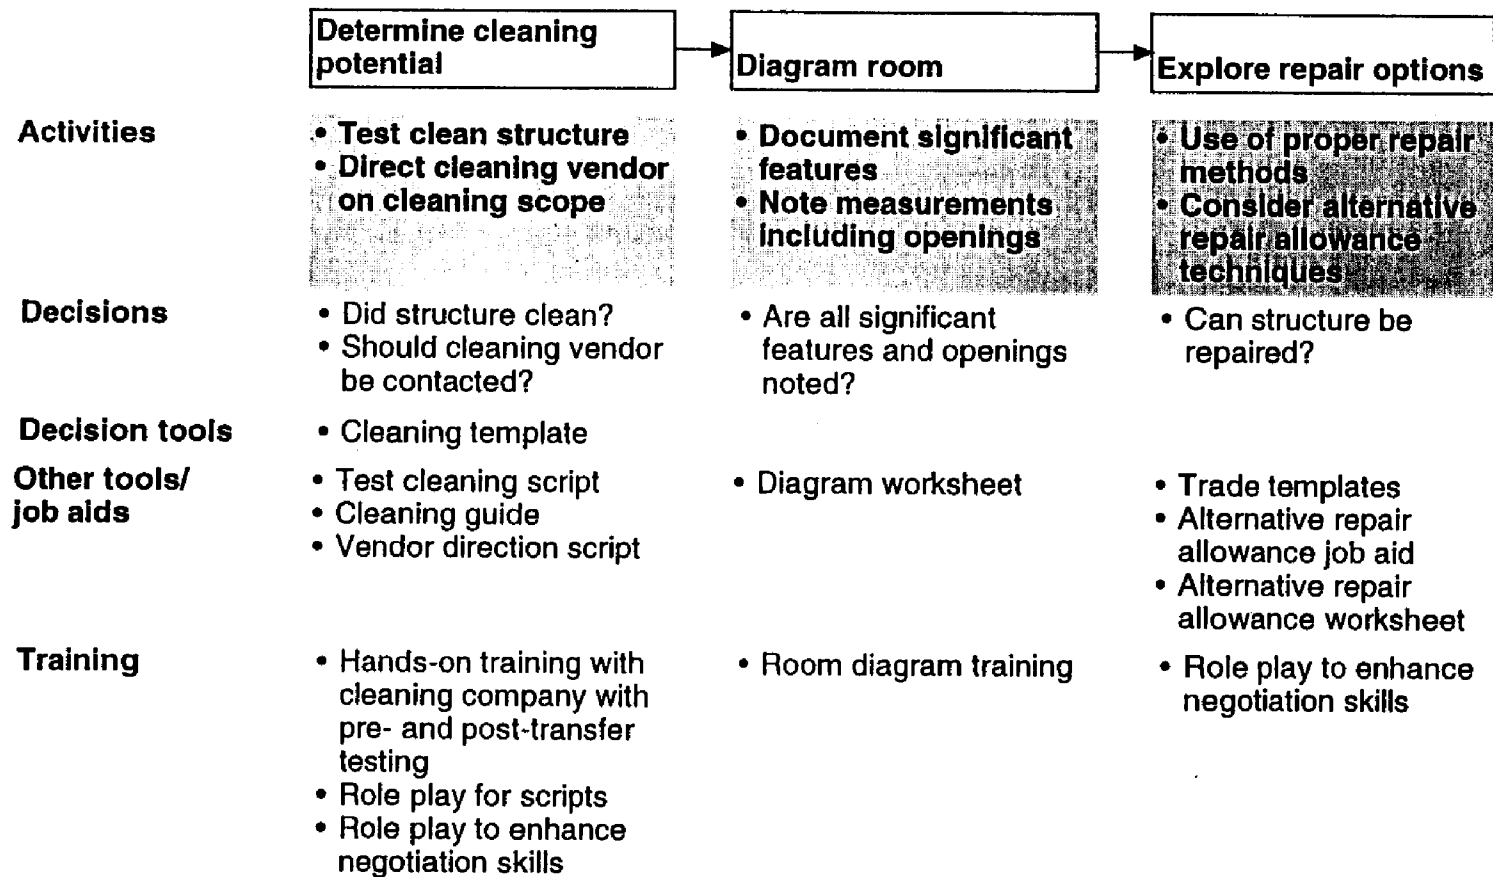 Determine cleaning
potential
Diagram room
Explore repair options
Activities
• Test clean structure
• Direct cleaning vendor
on cleaning scope
• Document significant
features
• Note measurements
including openings
• Use of proper repair
methods
• Consider alternative
repair allowance
techniques
Decisions
• Did structure clean?
• Should cleaning vendor
be contacted?
• Are all significant
features and openings
noted?
• Can structure be
repaired?
Decision tools
• Cleaning template
Other tools/
job aids
• Test cleaning script
• Cleaning guide
• Vendor direction script
• Diagram worksheet
• Trade templates
• Alternative repair
allowance job aid
• Alternative repair
allowance worksheet
Training
• Hands-on training with
cleaning company with
pre- and post-transfer
testing
• Role play for scripts
• Role play to enhance
negotiation skills
• Room diagram training
• Role play to enhance
negotiation skills